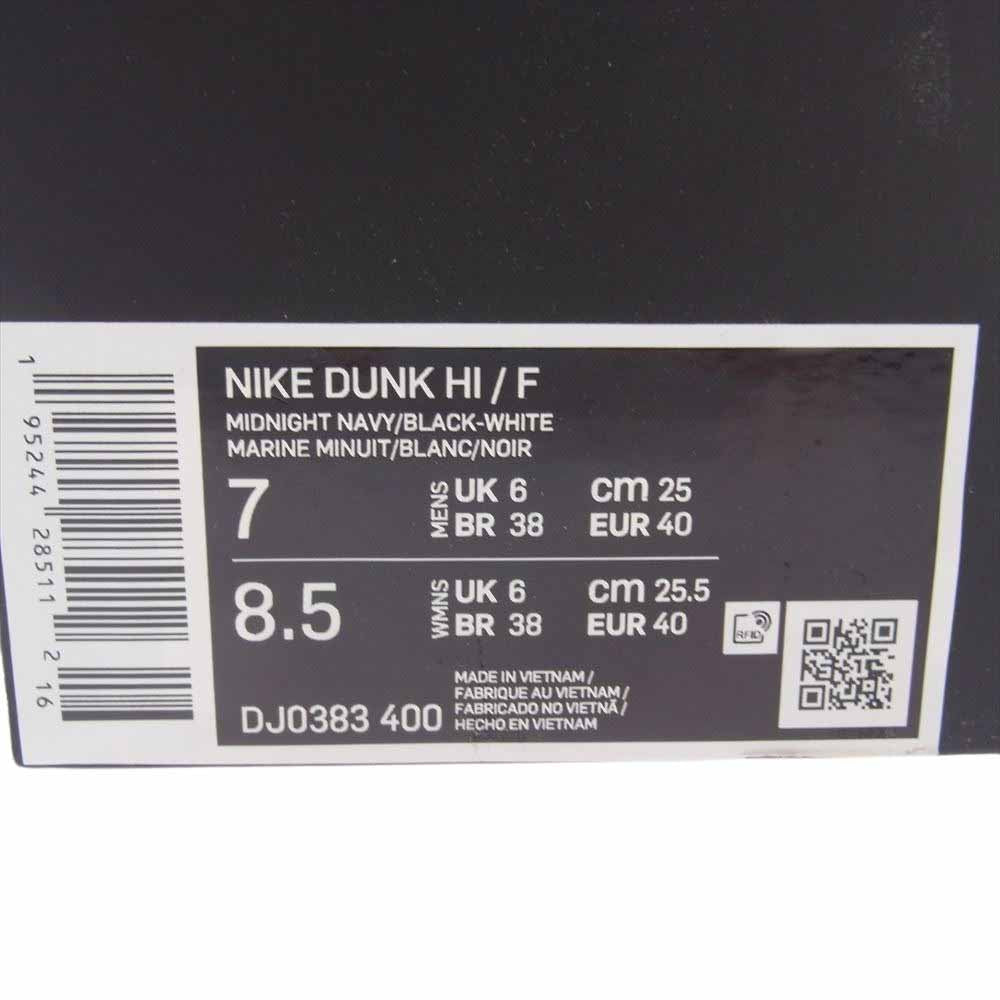 NIKE DUNK HI / F
MIDNIGHT NAVY/BLACK-WHITE
MARINE MINUIT/BLANC/NOIR
7 MENS UK 6 cm 25
BR 38 EUR 40
8.5 WMNS UK 6 cm 25.5
BR 38 EUR 40
RFID
DJ0383 400
MADE IN VIETNAM /
FABRIQUE AU VIETNAM /
FABRICADO NO VIETNÃ /
HECHO EN VIETNAM
1 95244 28511 2 16